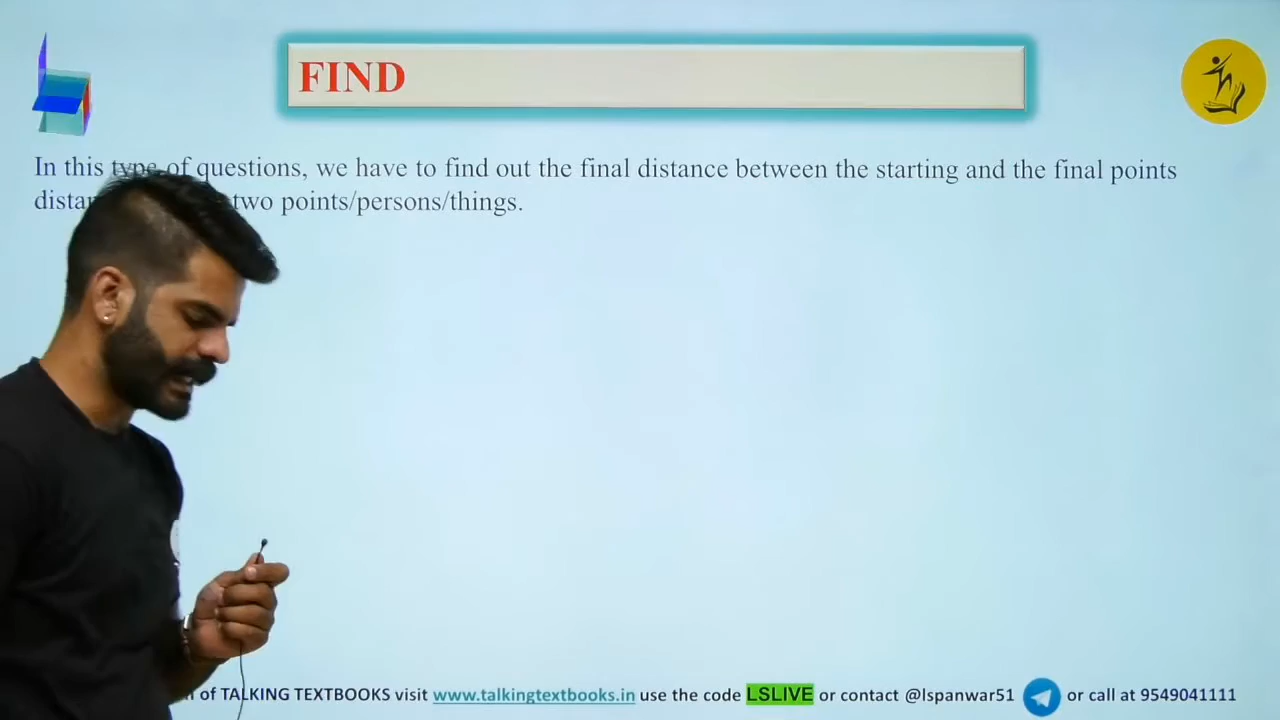 FIND
In this type of questions, we have to find out the final distance between the starting and the final points
two points/persons/things.
of TALKING TEXTBOOKS visit www.talkingtextbooks.in use the code LSLIVE or contact @lspanwar51 or call at 9549041111